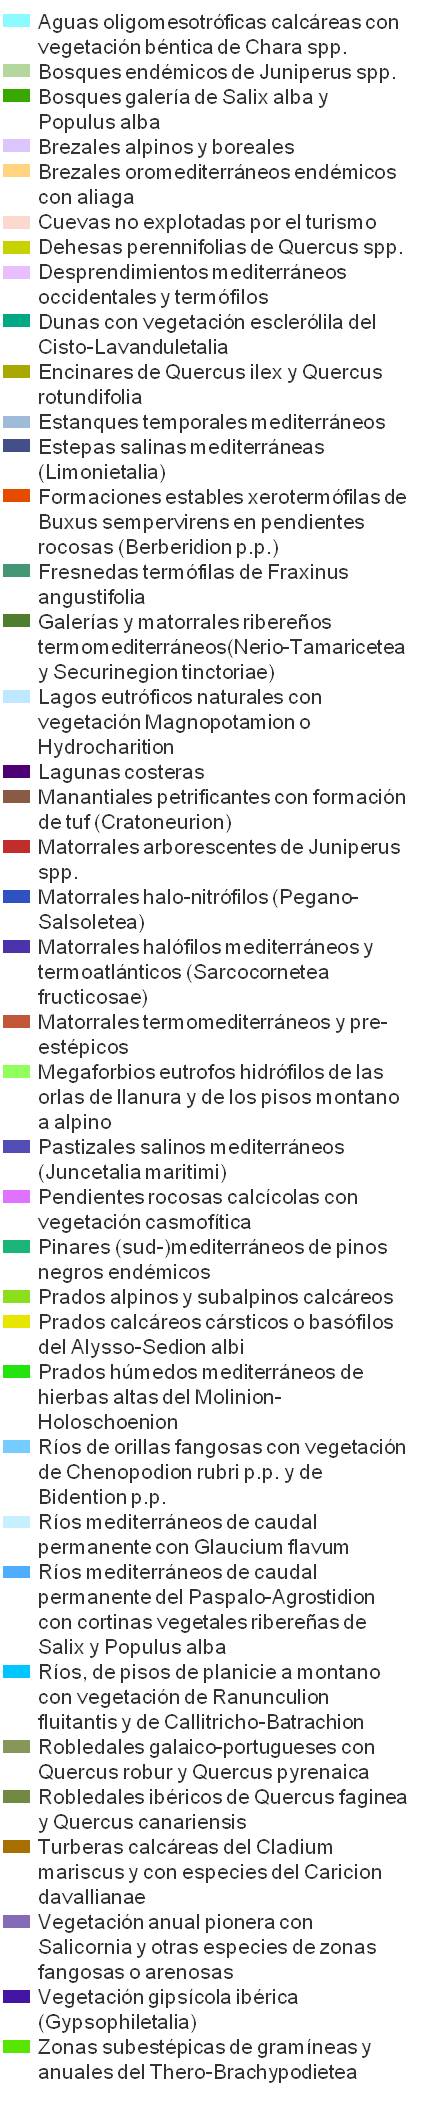 Aguas oligomesotróficas calcáreas con
vegetación béntica de Chara spp.
Bosques endémicos de Juniperus spp.
Bosques galería de Salix alba y
Populus alba
Brezales alpinos y boreales
Brezales oromediterráneos endémicos
con aliaga
Cuevas no explotadas por el turismo
Dehesas perennifolias de Quercus spp.
Desprendimientos mediterráneos
occidentales y termófilos
Dunas con vegetación esclerólila del
Cisto-Lavanduletalia
Encinares de Quercus ilex y Quercus
rotundifolia
Estanques temporales mediterráneos
Estepas salinas mediterráneas
(Limonietalia)
Formaciones estables xerotermófilas de
Buxus sempervirens en pendientes
rocosas (Berberidion p.p.)
Fresnedas termófilas de Fraxinus
angustifolia
Galerías y matorrales ribereños
termomediterráneos(Nerio-Tamaricetea
y Securinegion tinctoriae)
Lagos eutróficos naturales con
vegetación Magnopotamion o
Hydrocharition
Lagunas costeras
Manantiales petrificantes con formación
de tuf (Cratoneurion)
Matorrales arborescentes de Juniperus
spp.
Matorrales halo-nitrófilos (Pegano-
Salsoletea)
Matorrales halófilos mediterráneos y
termoatlánticos (Sarcocornetea
fructicosae)
Matorrales termomediterráneos y pre-
estépicos
Megaforbios eutrofos hidrófilos de las
orlas de llanura y de los pisos montano
a alpino
Pastizales salinos mediterráneos
(Juncetalia maritimi)
Pendientes rocosas calcícolas con
vegetación casmofítica
Pinares (sud-)mediterráneos de pinos
negros endémicos
Prados alpinos y subalpinos calcáreos
Prados calcáreos cársticos o basófilos
del Alysso-Sedion albi
Prados húmedos mediterráneos de
hierbas altas del Molinion-
Holoschoenion
Ríos de orillas fangosas con vegetación
de Chenopodion rubri p.p. y de
Bidention p.p.
Ríos mediterráneos de caudal
permanente con Glaucium flavum
Ríos mediterráneos de caudal
permanente del Paspalo-Agrostidion
con cortinas vegetales ribereñas de
Salix y Populus alba
Ríos, de pisos de planicie a montano
con vegetación de Ranunculion
fluitantis y de Callitricho-Batrachion
Robledales galaico-portugueses con
Quercus robur y Quercus pyrenaica
Robledales ibéricos de Quercus faginea
y Quercus canariensis
Turberas calcáreas del Cladium
mariscus y con especies del Caricion
davallianae
Vegetación anual pionera con
Salicornia y otras especies de zonas
fangosas o arenosas
Vegetación gipsícola ibérica
(Gypsophiletalia)
Zonas subestépicas de gramíneas y
anuales del Thero-Brachypodietea